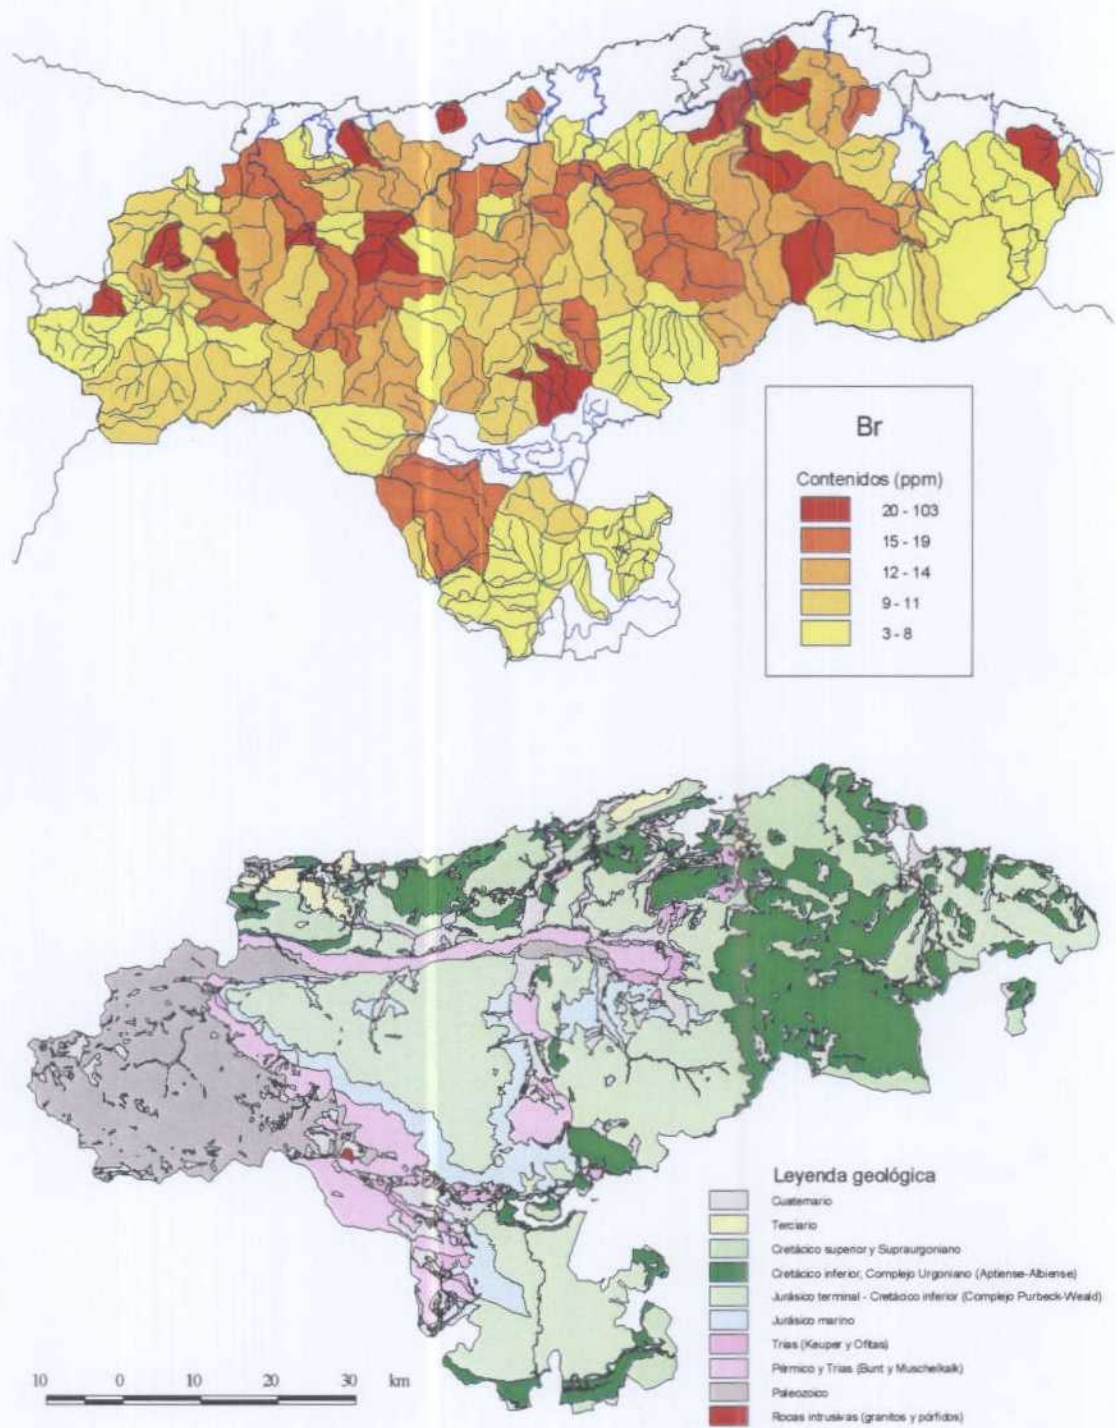 Br
Contenidos (ppm)
20 - 103
15 - 19
12 - 14
9 - 11
3 - 8
Leyenda geológica
Cuaternario
Terciario
Cretácico superior y Supraurgoniano
Cretácico inferior, Complejo Urgoniano (Aptiense-Albiense)
Jurásico terminal - Cretácico inferior (Complejo Purbeck-Weald)
Jurásico marino
Trías (Keuper y Ofitas)
Pérmico y Trías (Bunt y Muschelkalk)
Paleozoico
Rocas intrusivas (granitos y pórfidos)
10 0 10 20 30 km